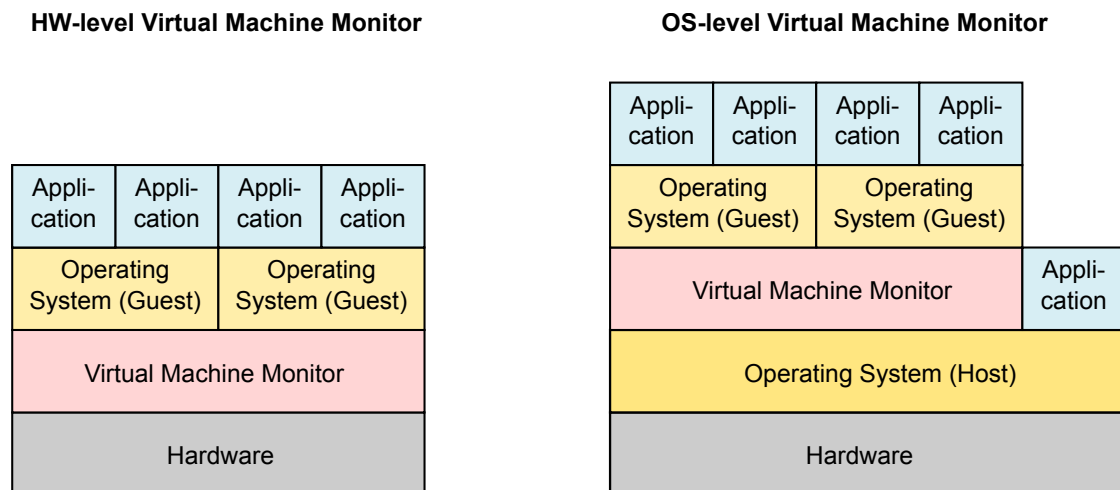 HW-level Virtual Machine Monitor
Appli-
cation
Appli-
cation
Appli-
cation
Appli-
cation
Operating
System (Guest)
Operating
System (Guest)
Virtual Machine Monitor
Hardware
OS-level Virtual Machine Monitor
Appli-
cation
Appli-
cation
Appli-
cation
Appli-
cation
Operating
System (Guest)
Operating
System (Guest)
Virtual Machine Monitor
Appli-
cation
Operating System (Host)
Hardware